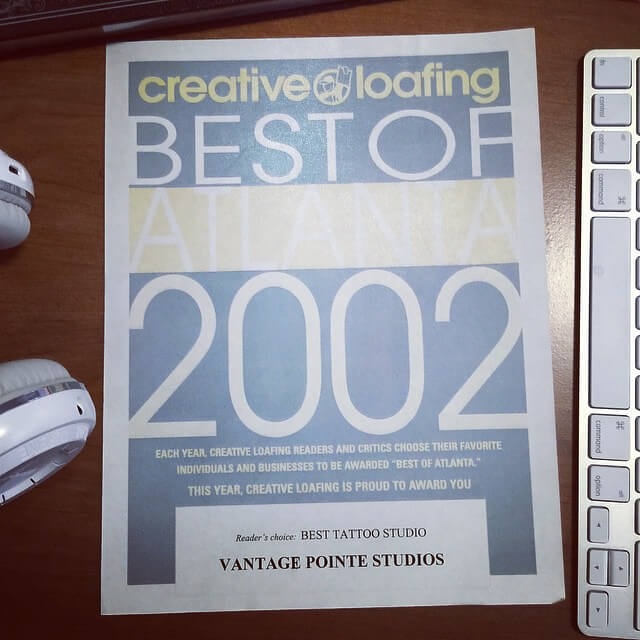 creative loafing
BEST OF
ATLANTA
2002
EACH YEAR, CREATIVE LOAFING READERS AND CRITICS CHOOSE THEIR FAVORITE
INDIVIDUALS AND BUSINESSES TO BE AWARDED "BEST OF ATLANTA."
THIS YEAR, CREATIVE LOAFING IS PROUD TO AWARD YOU
Reader's choice: BEST TATTOO STUDIO
VANTAGE POINTE STUDIOS
fn
control
option
alt
command
⌘
⌘
command
option
alt